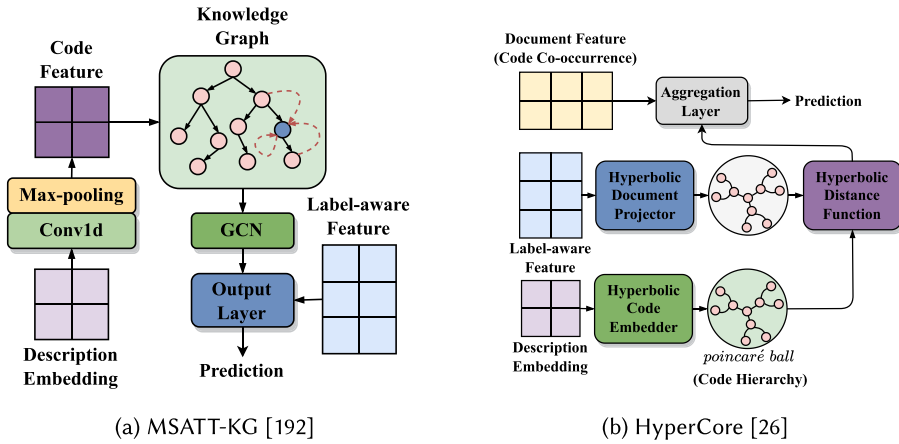 Knowledge
Graph
Code
Feature
Max-pooling
Conv1d
Description
Embedding
GCN
Label-aware
Feature
Output
Layer
Prediction
(a) MSATT-KG [192]
Document Feature
(Code Co-occurrence)
Aggregation
Layer
Prediction
Hyperbolic
Document
Projector
Hyperbolic
Distance
Function
Label-aware
Feature
Hyperbolic
Code
Embedder
Description
Embedding
poincaré ball
(Code Hierarchy)
(b) HyperCore [26]